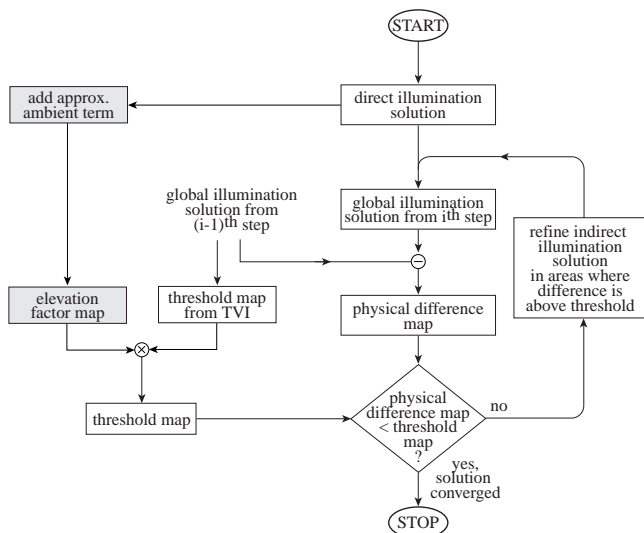 START
direct illumination
solution
add approx.
ambient term
global illumination
solution from
(i-1)th step
global illumination
solution from ith step
refine indirect
illumination
solution
in areas where
difference is
above threshold
elevation
factor map
threshold map
from TVI
physical difference
map
threshold map
physical
difference map
< threshold
map
?
no
yes,
solution
converged
STOP